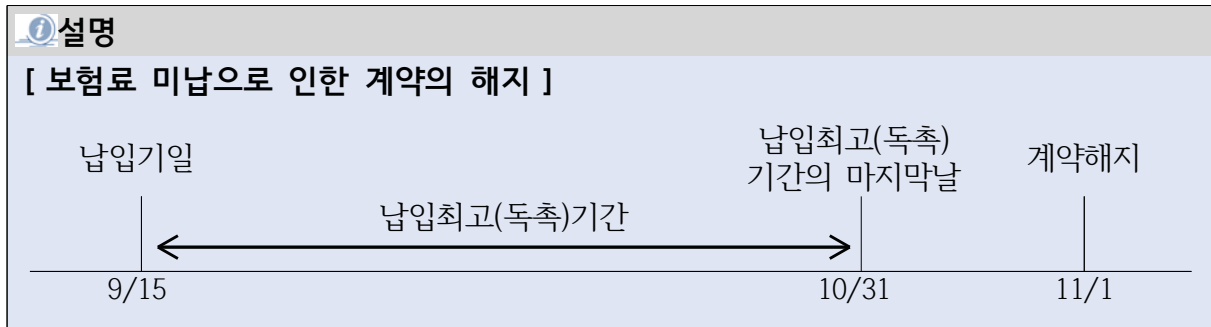 설명
[ 보험료 미납으로 인한 계약의 해지 ]
납입기일
납입최고(독촉)
기간의 마지막날
계약해지
납입최고(독촉)기간
9/15
10/31
11/1